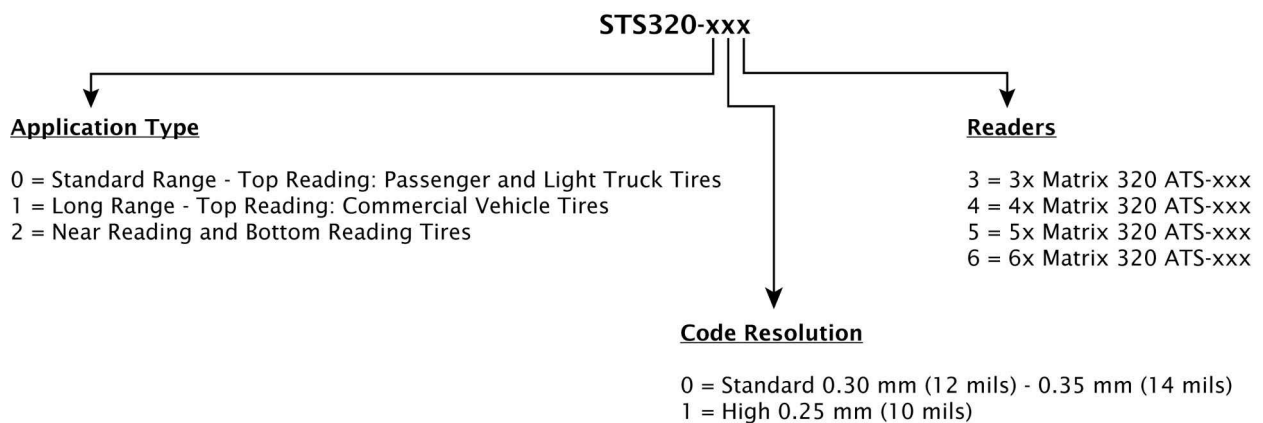 STS320-xxx
Application Type
0 = Standard Range - Top Reading: Passenger and Light Truck Tires
1 = Long Range - Top Reading: Commercial Vehicle Tires
2 = Near Reading and Bottom Reading Tires
Readers
3 = 3x Matrix 320 ATS-xxx
4 = 4x Matrix 320 ATS-xxx
5 = 5x Matrix 320 ATS-xxx
6 = 6x Matrix 320 ATS-xxx
Code Resolution
0 = Standard 0.30 mm (12 mils) - 0.35 mm (14 mils)
1 = High 0.25 mm (10 mils)